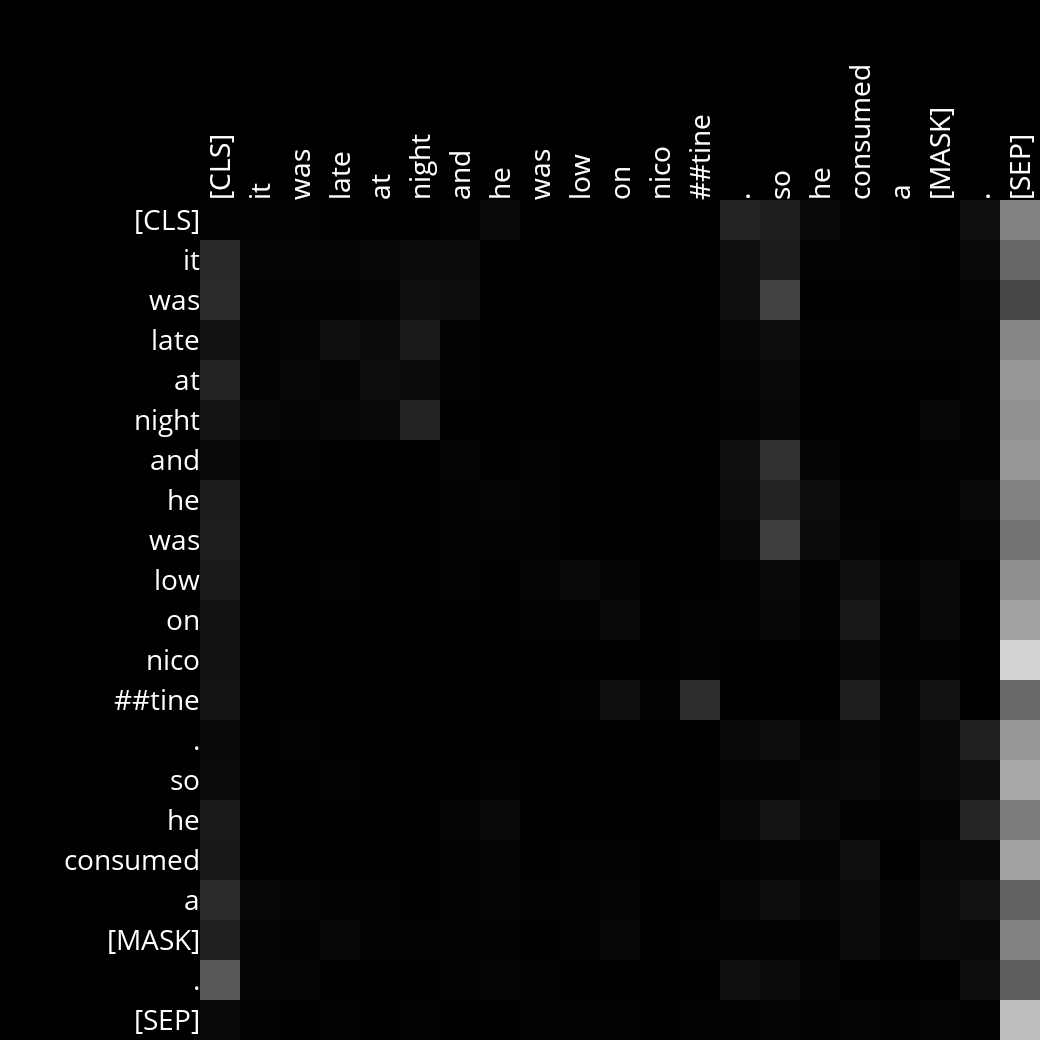 [CLS] it was late at night and he was low on nico ##tine . so he consumed a [MASK] . [SEP]
[CLS]
it
was
late
at
night
and
he
was
low
on
nico
##tine
.
so
he
consumed
a
[MASK]
.
[SEP]